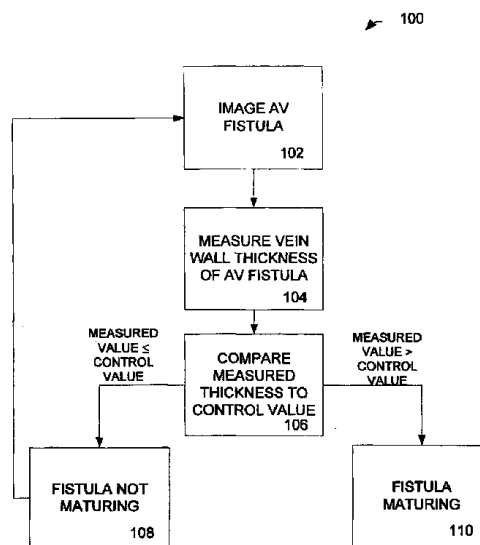 100
IMAGE AV
FISTULA
102
MEASURE VEIN
WALL THICKNESS
OF AV FISTULA
104
MEASURED
VALUE ≤
CONTROL
VALUE
COMPARE
MEASURED
THICKNESS TO
CONTROL VALUE
106
MEASURED
VALUE >
CONTROL
VALUE
FISTULA NOT
MATURING
108
FISTULA
MATURING
110